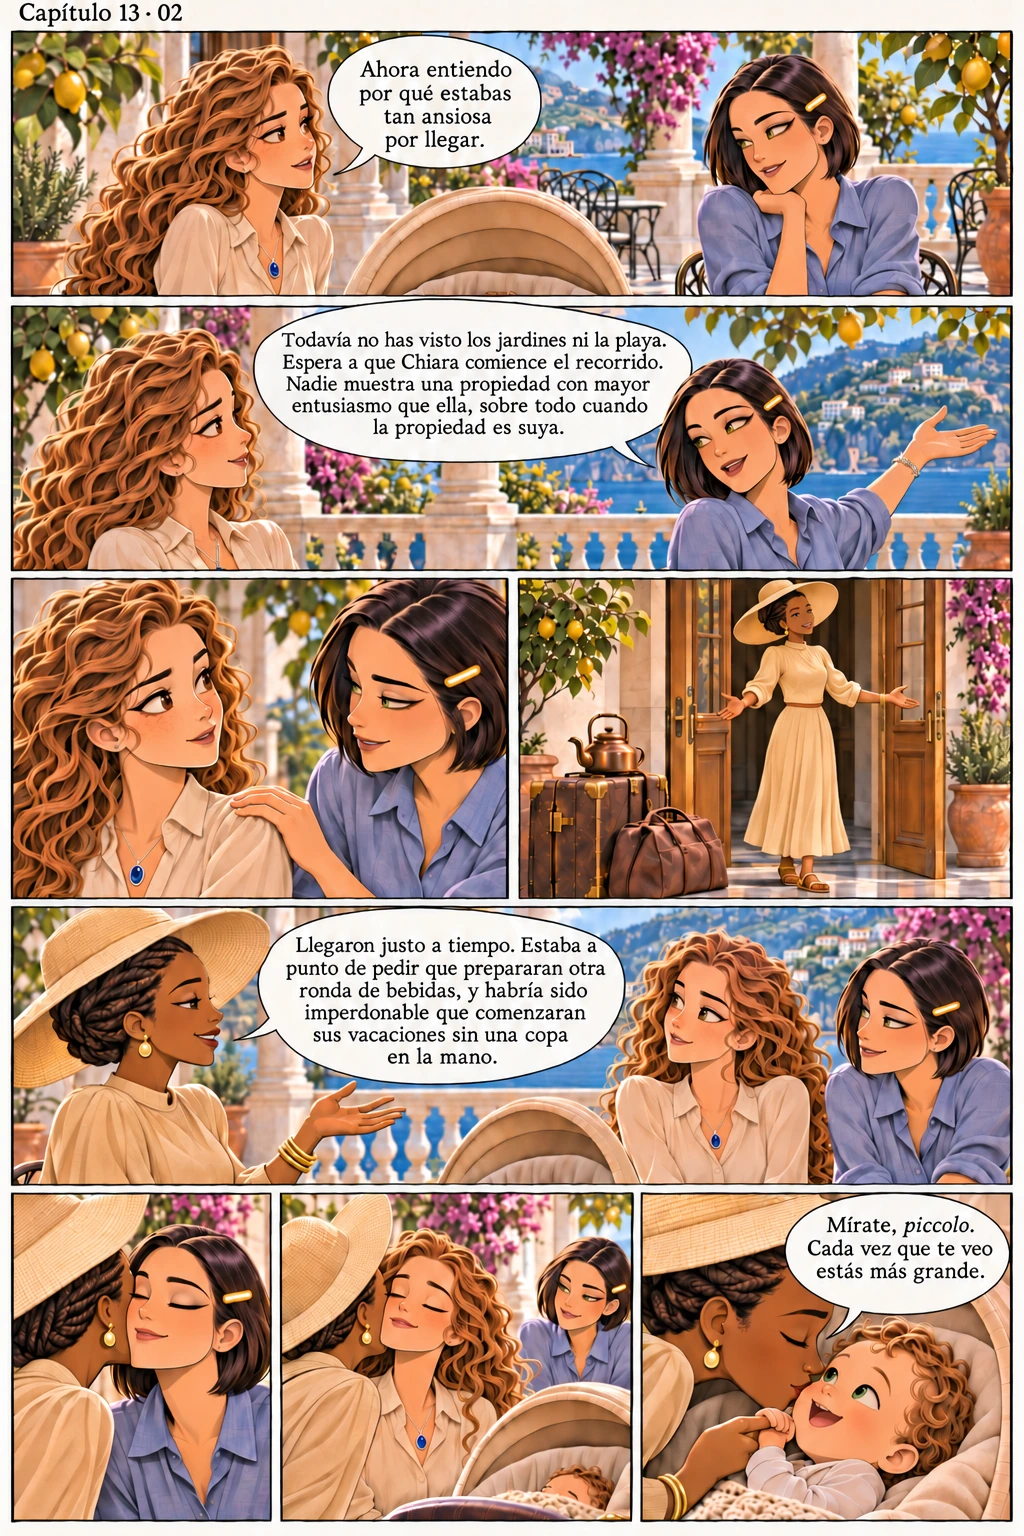 Capítulo 13 · 02
Ahora entiendo
por qué estabas
tan ansiosa
por llegar.
Todavía no has visto los jardines ni la playa.
Espera a que Chiara comience el recorrido.
Nadie muestra una propiedad con mayor
entusiasmo que ella, sobre todo cuando
la propiedad es suya.
Llegaron justo a tiempo. Estaba a
punto de pedir que prepararan otra
ronda de bebidas, y habría sido
imperdonable que comenzaran
sus vacaciones sin una copa
en la mano.
Mírate, piccolo.
Cada vez que te veo
estás más grande.